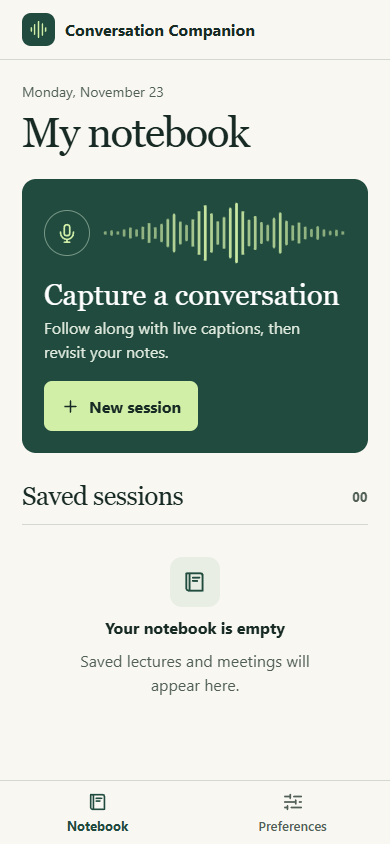 Conversation Companion
Monday, November 23
My notebook
Capture a conversation
Follow along with live captions, then
revisit your notes.
+ New session
Saved sessions
00
Your notebook is empty
Saved lectures and meetings will
appear here.
Notebook
Preferences